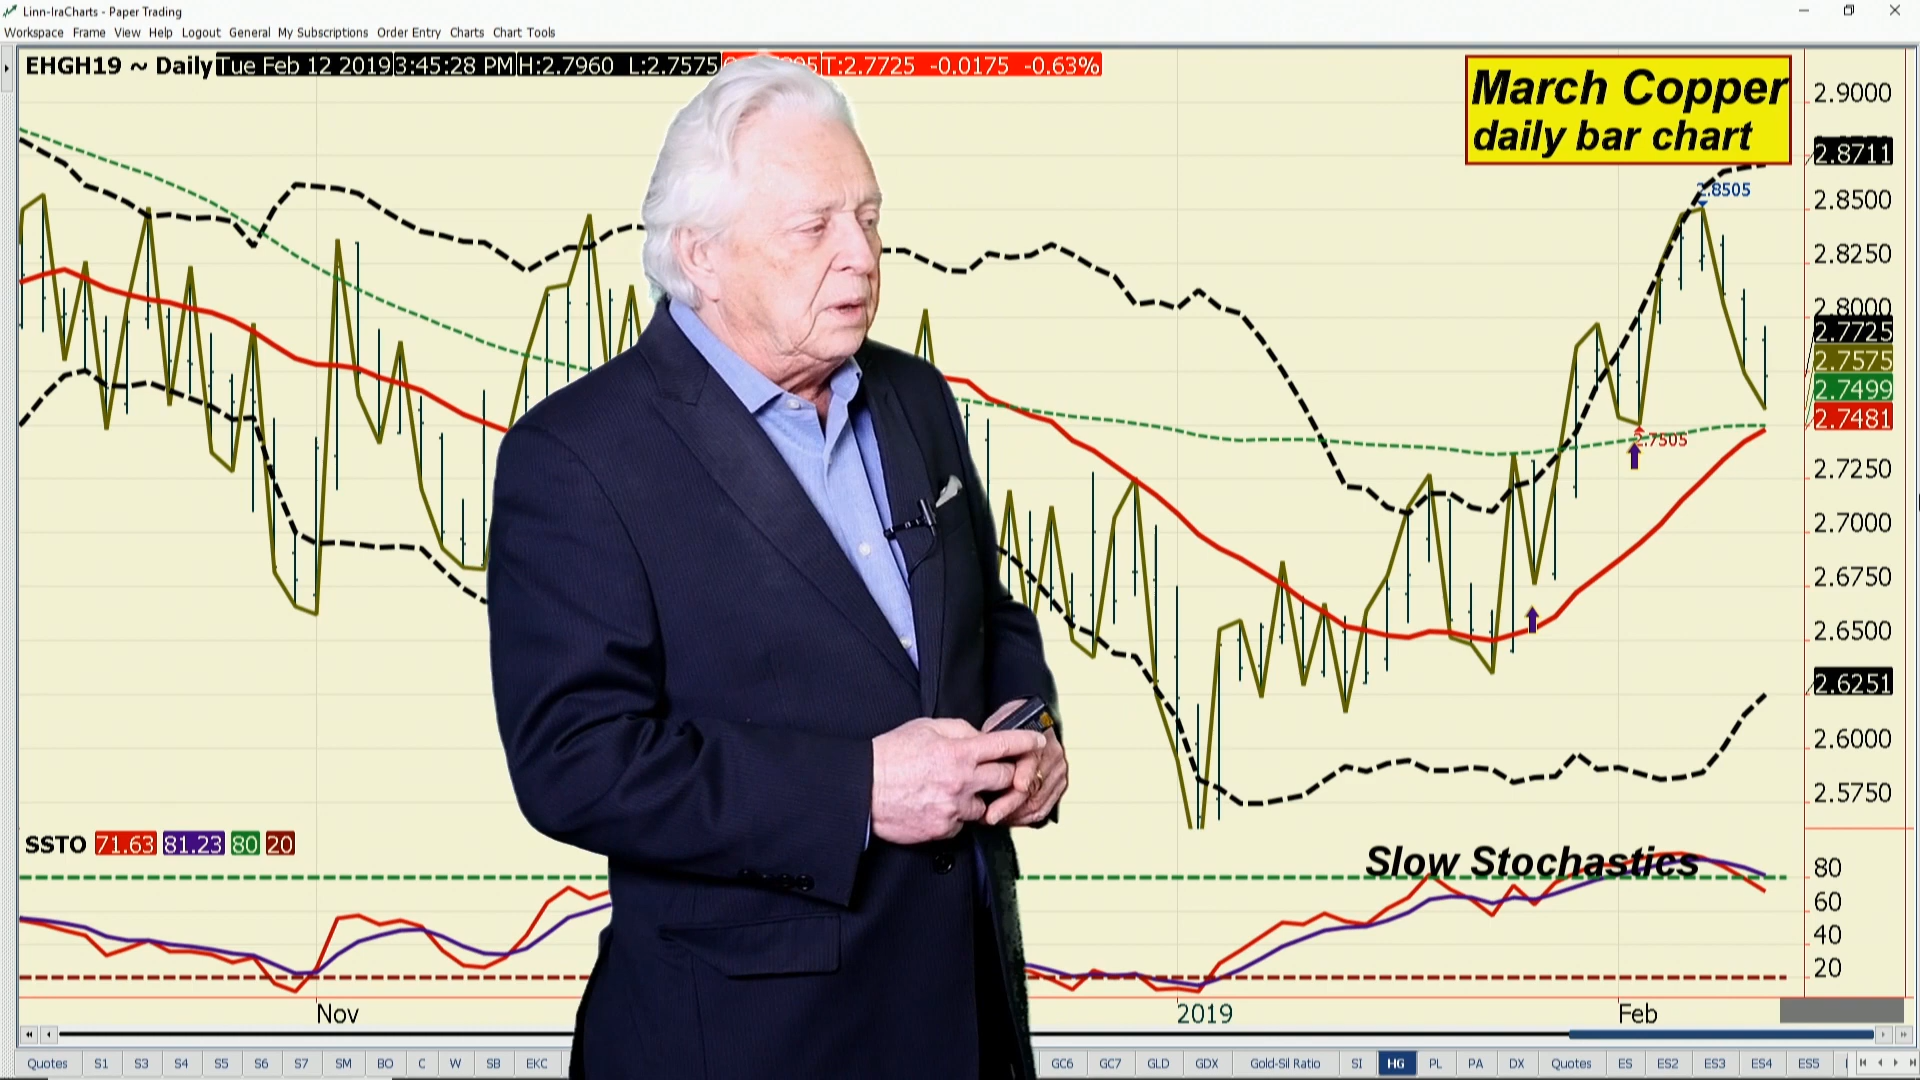 Linn-IraCharts - Paper Trading
Workspace Frame View Help Logout General My Subscriptions Order Entry Charts Chart Tools
EHGH19 ~ Daily Tue Feb 12 2019 3:45:28 PM H:2.7960 L:2.7575 T:2.7725 -0.0175 -0.63%
March Copper
daily bar chart
2.9000
2.8711
2.8505
2.8500
2.8250
2.8000
2.7725
2.7575
2.7499
2.7481
2.7505
2.7250
2.7000
2.6750
2.6500
2.6251
2.6000
2.5750
SSTO 71.63 81.23 80 20
Slow Stochastics
80
60
40
20
Nov 2019 Feb
Quotes S1 S3 S4 S5 S6 S7 SM BO C W SB EKC GC6 GC7 GLD GDX Gold-Sil Ratio SI HG PL PA DX Quotes ES ES2 ES3 ES4 ES5